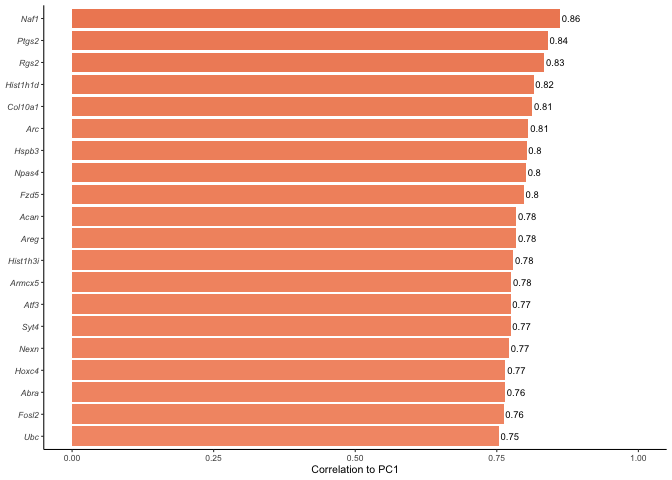 Naf1 0.86
Ptgs2 0.84
Rgs2 0.83
Hist1h1d 0.82
Col10a1 0.81
Arc 0.81
Hspb3 0.8
Npas4 0.8
Fzd5 0.8
Acan 0.78
Areg 0.78
Hist1h3i 0.78
Armcx5 0.78
Atf3 0.77
Syt4 0.77
Nexn 0.77
Hoxc4 0.77
Abra 0.76
Fosl2 0.76
Ubc 0.75
0.00 0.25 0.50 0.75 1.00
Correlation to PC1